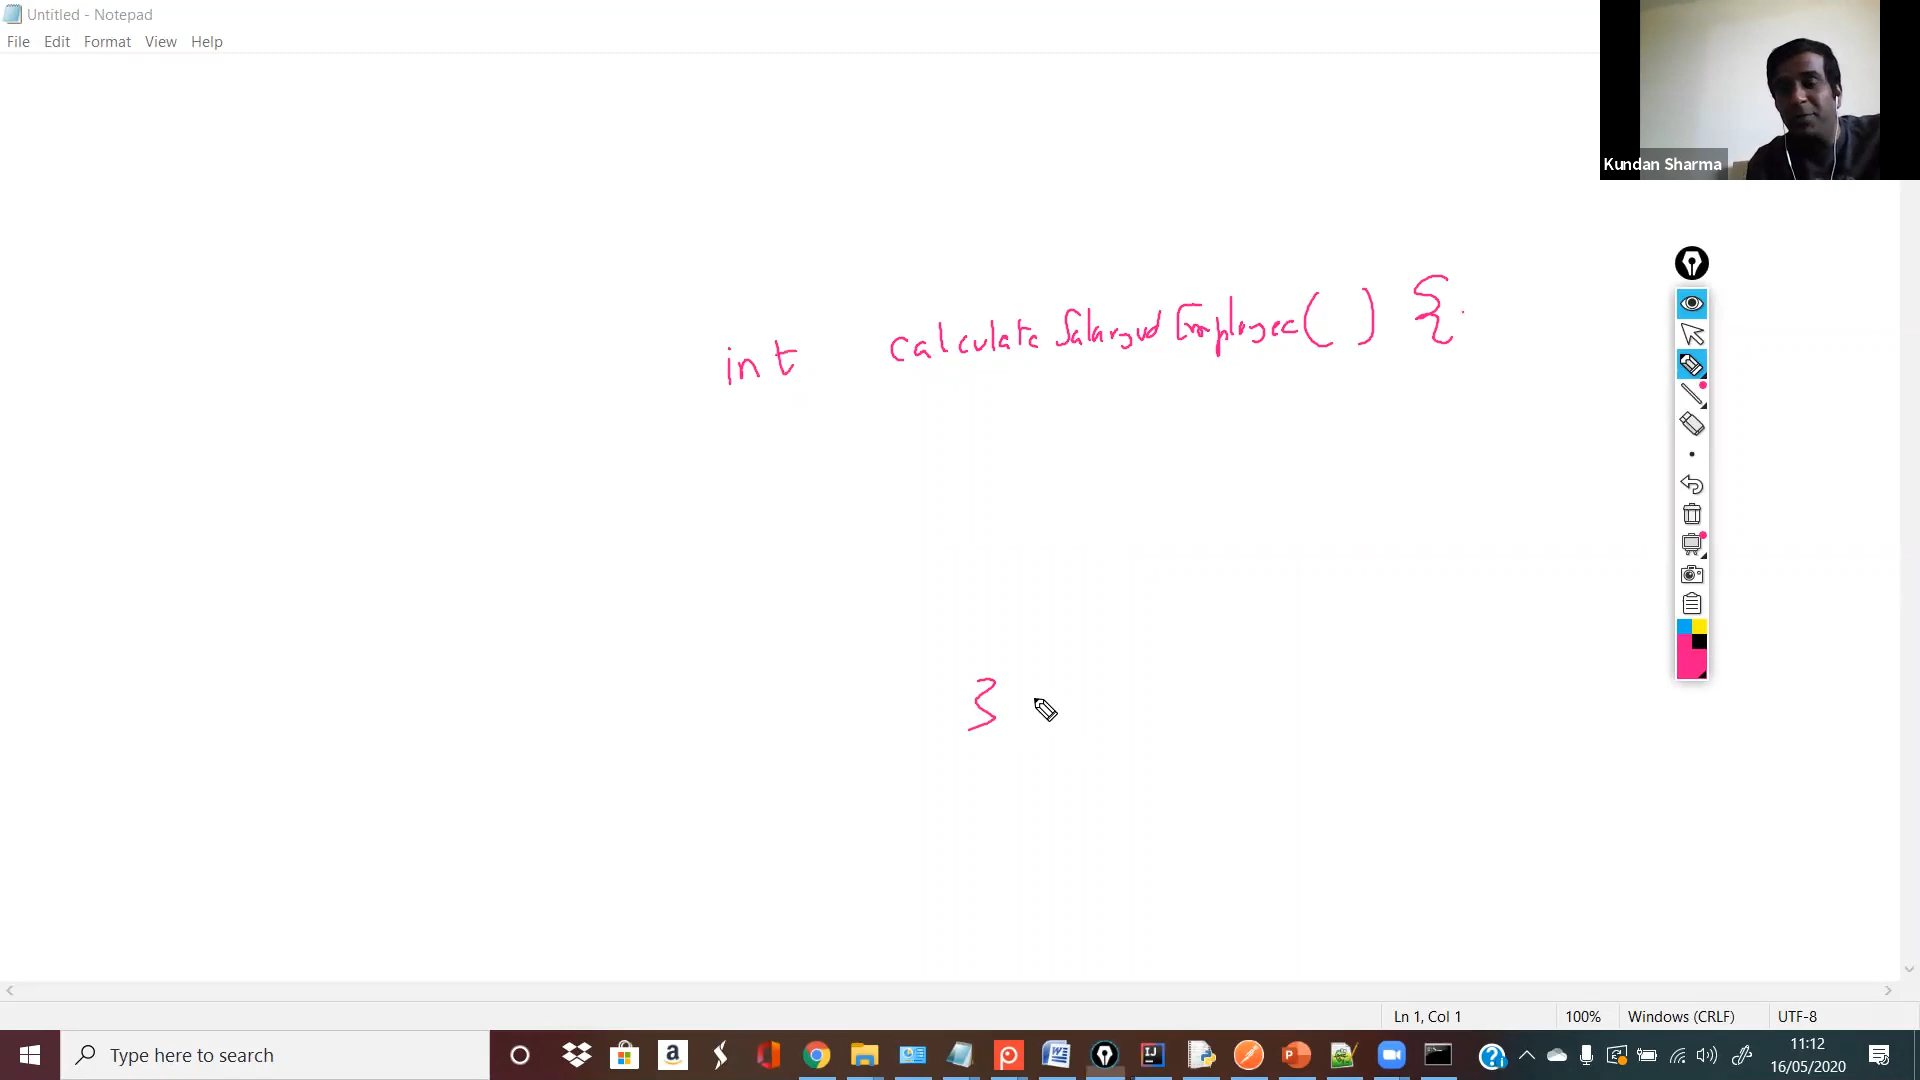 Untitled - Notepad
File Edit Format View Help
Kundan Sharma
int calculateSalaryudEmployee( ) {
}
Ln 1, Col 1 100% Windows (CRLF) UTF-8
Type here to search
11:12
16/05/2020